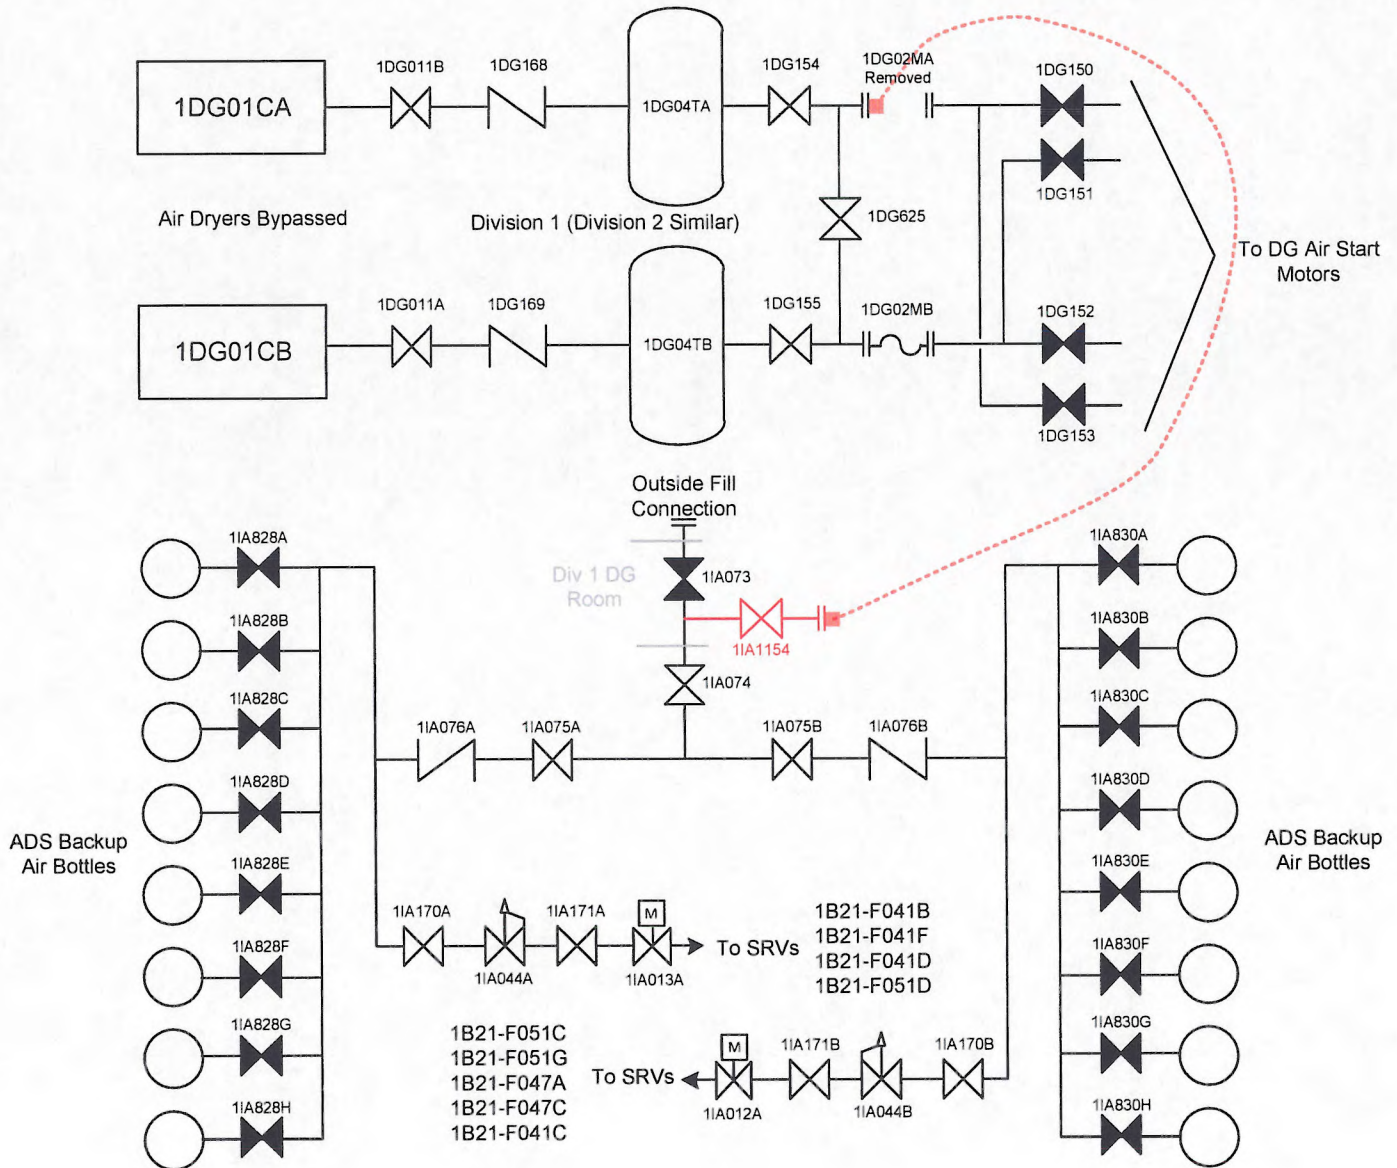 1DG011B
1DG168
1DG154
1DG02MA
Removed
1DG150
1DG01CA
1DG04TA
1DG151
Air Dryers Bypassed
Division 1 (Division 2 Similar)
1DG625
To DG Air Start
Motors
1DG011A
1DG169
1DG155
1DG02MB
1DG152
1DG01CB
1DG04TB
1DG153
Outside Fill
Connection
1IA828A
1IA830A
Div 1 DG
Room
1IA073
1IA828B
1IA830B
1IA1154
1IA074
1IA828C
1IA830C
1IA076A
1IA075A
1IA075B
1IA076B
1IA828D
1IA830D
ADS Backup
Air Bottles
ADS Backup
Air Bottles
1IA828E
1IA830E
1IA170A
1IA171A
M
1IA044A
1IA013A
To SRVs
1B21-F041B
1B21-F041F
1B21-F041D
1B21-F051D
1IA828F
1IA830F
1IA828G
1IA830G
1B21-F051C
1B21-F051G
1B21-F047A
1B21-F047C
1B21-F041C
To SRVs
M
1IA171B
1IA170B
1IA012A
1IA044B
1IA828H
1IA830H